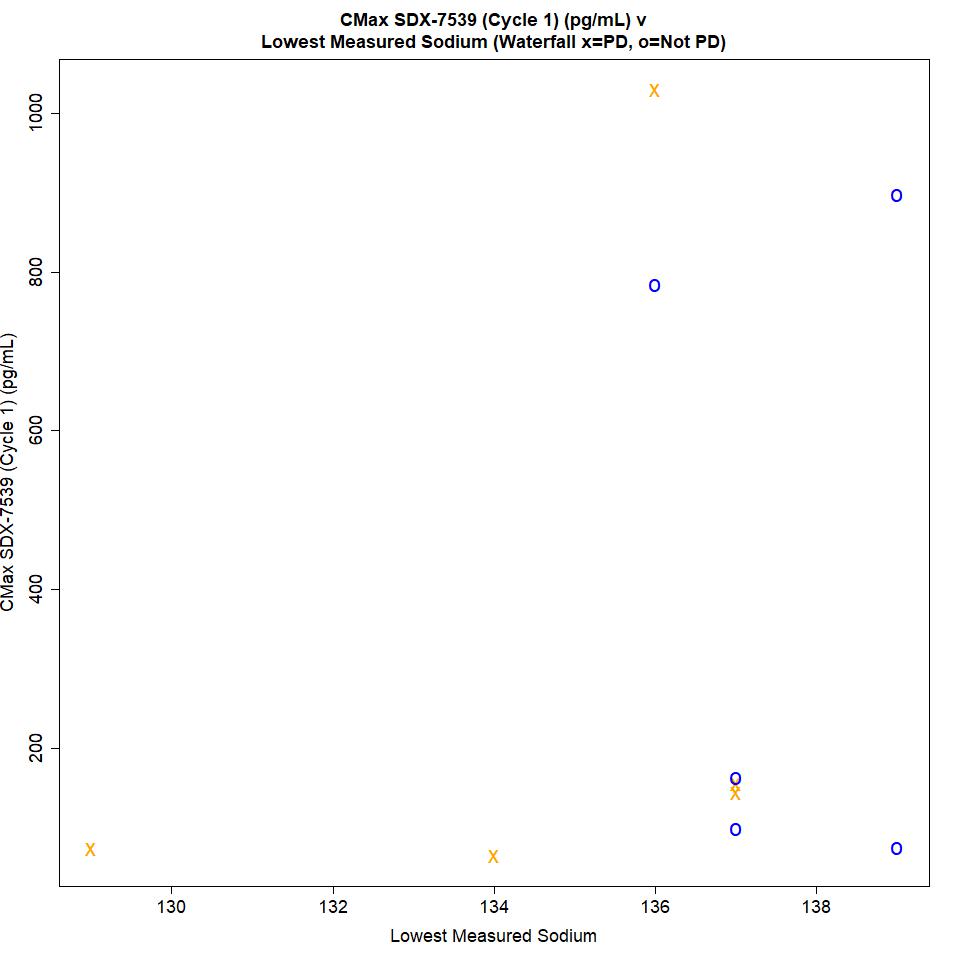 CMax SDX-7539 (Cycle 1) (pg/mL) v
Lowest Measured Sodium (Waterfall x=PD, o=Not PD)
CMax SDX-7539 (Cycle 1) (pg/mL)
1000
800
600
400
200
x
o
o
o
x
x
o
x
x
o
130
132
134
136
138
Lowest Measured Sodium